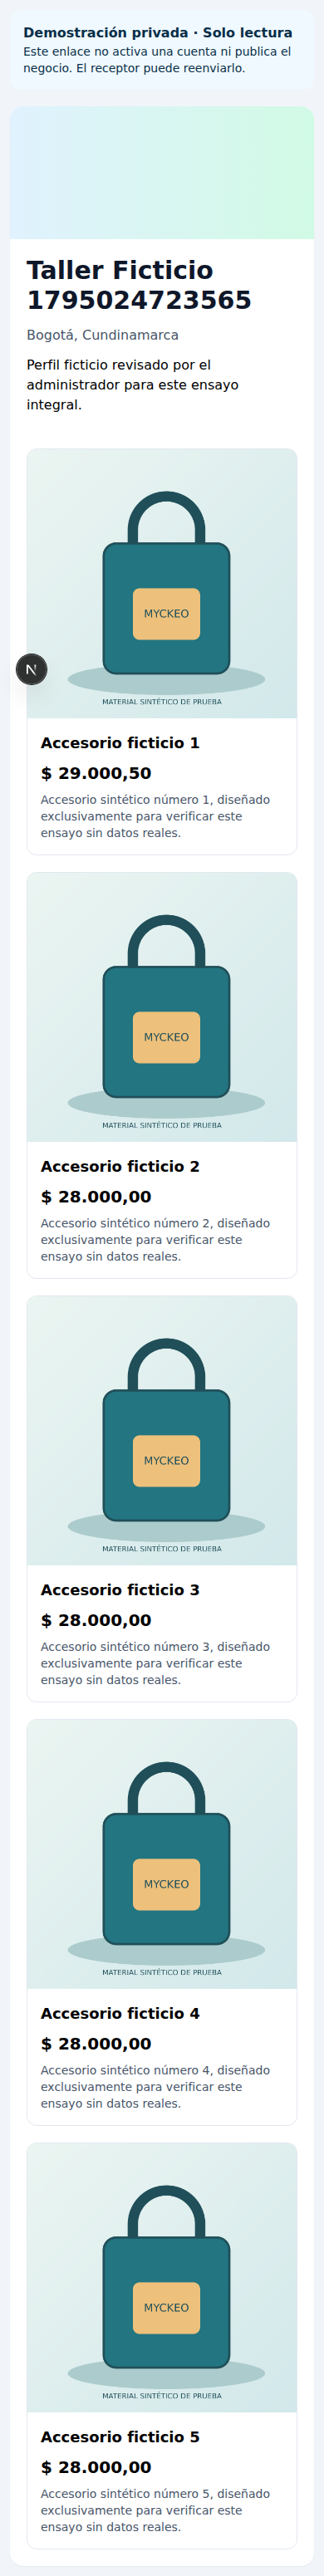 Demostración privada · Solo lectura
Este enlace no activa una cuenta ni publica el
negocio. El receptor puede reenviarlo.
Taller Ficticio
1795024723565
Bogotá, Cundinamarca
Perfil ficticio revisado por el
administrador para este ensayo
integral.
MYCKEO
MATERIAL SINTÉTICO DE PRUEBA
N
Accesorio ficticio 1
$ 29.000,50
Accesorio sintético número 1, diseñado
exclusivamente para verificar este
ensayo sin datos reales.
MYCKEO
MATERIAL SINTÉTICO DE PRUEBA
Accesorio ficticio 2
$ 28.000,00
Accesorio sintético número 2, diseñado
exclusivamente para verificar este
ensayo sin datos reales.
MYCKEO
MATERIAL SINTÉTICO DE PRUEBA
Accesorio ficticio 3
$ 28.000,00
Accesorio sintético número 3, diseñado
exclusivamente para verificar este
ensayo sin datos reales.
MYCKEO
MATERIAL SINTÉTICO DE PRUEBA
Accesorio ficticio 4
$ 28.000,00
Accesorio sintético número 4, diseñado
exclusivamente para verificar este
ensayo sin datos reales.
MYCKEO
MATERIAL SINTÉTICO DE PRUEBA
Accesorio ficticio 5
$ 28.000,00
Accesorio sintético número 5, diseñado
exclusivamente para verificar este
ensayo sin datos reales.